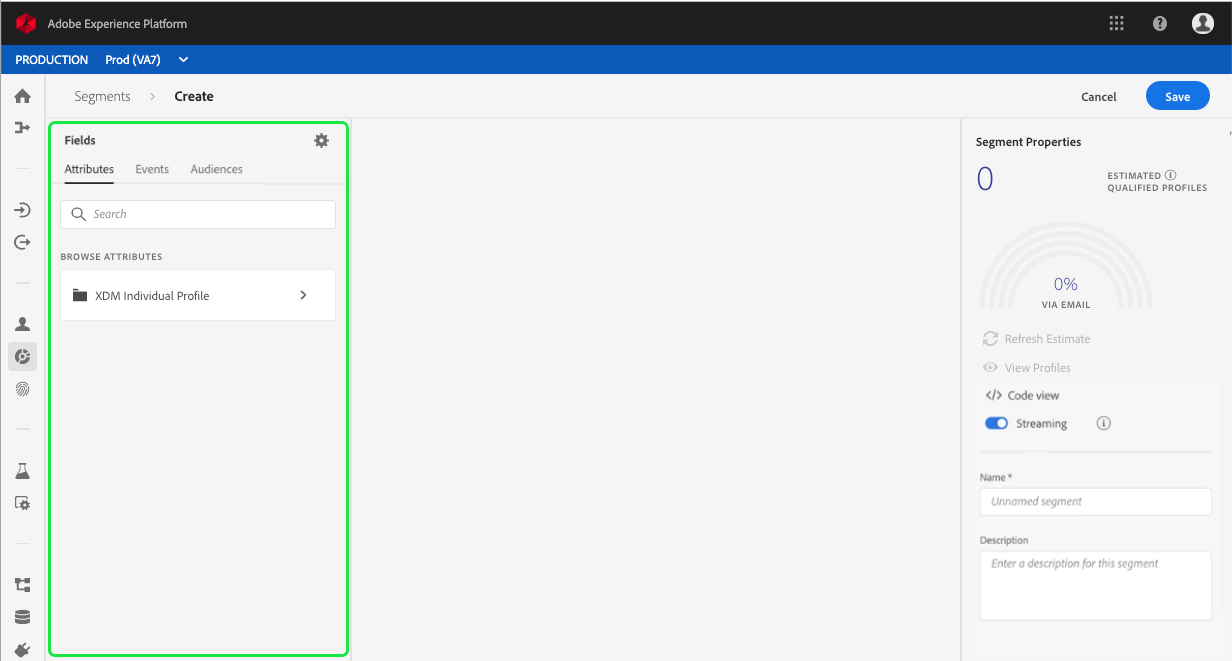 Adobe Experience Platform
PRODUCTION Prod (VA7)
Segments > Create
Cancel
Save
Fields
Attributes Events Audiences
Search
BROWSE ATTRIBUTES
XDM Individual Profile
Segment Properties
0
ESTIMATED
QUALIFIED PROFILES
0%
VIA EMAIL
Refresh Estimate
View Profiles
</> Code view
Streaming
Name *
Unnamed segment
Description
Enter a description for this segment